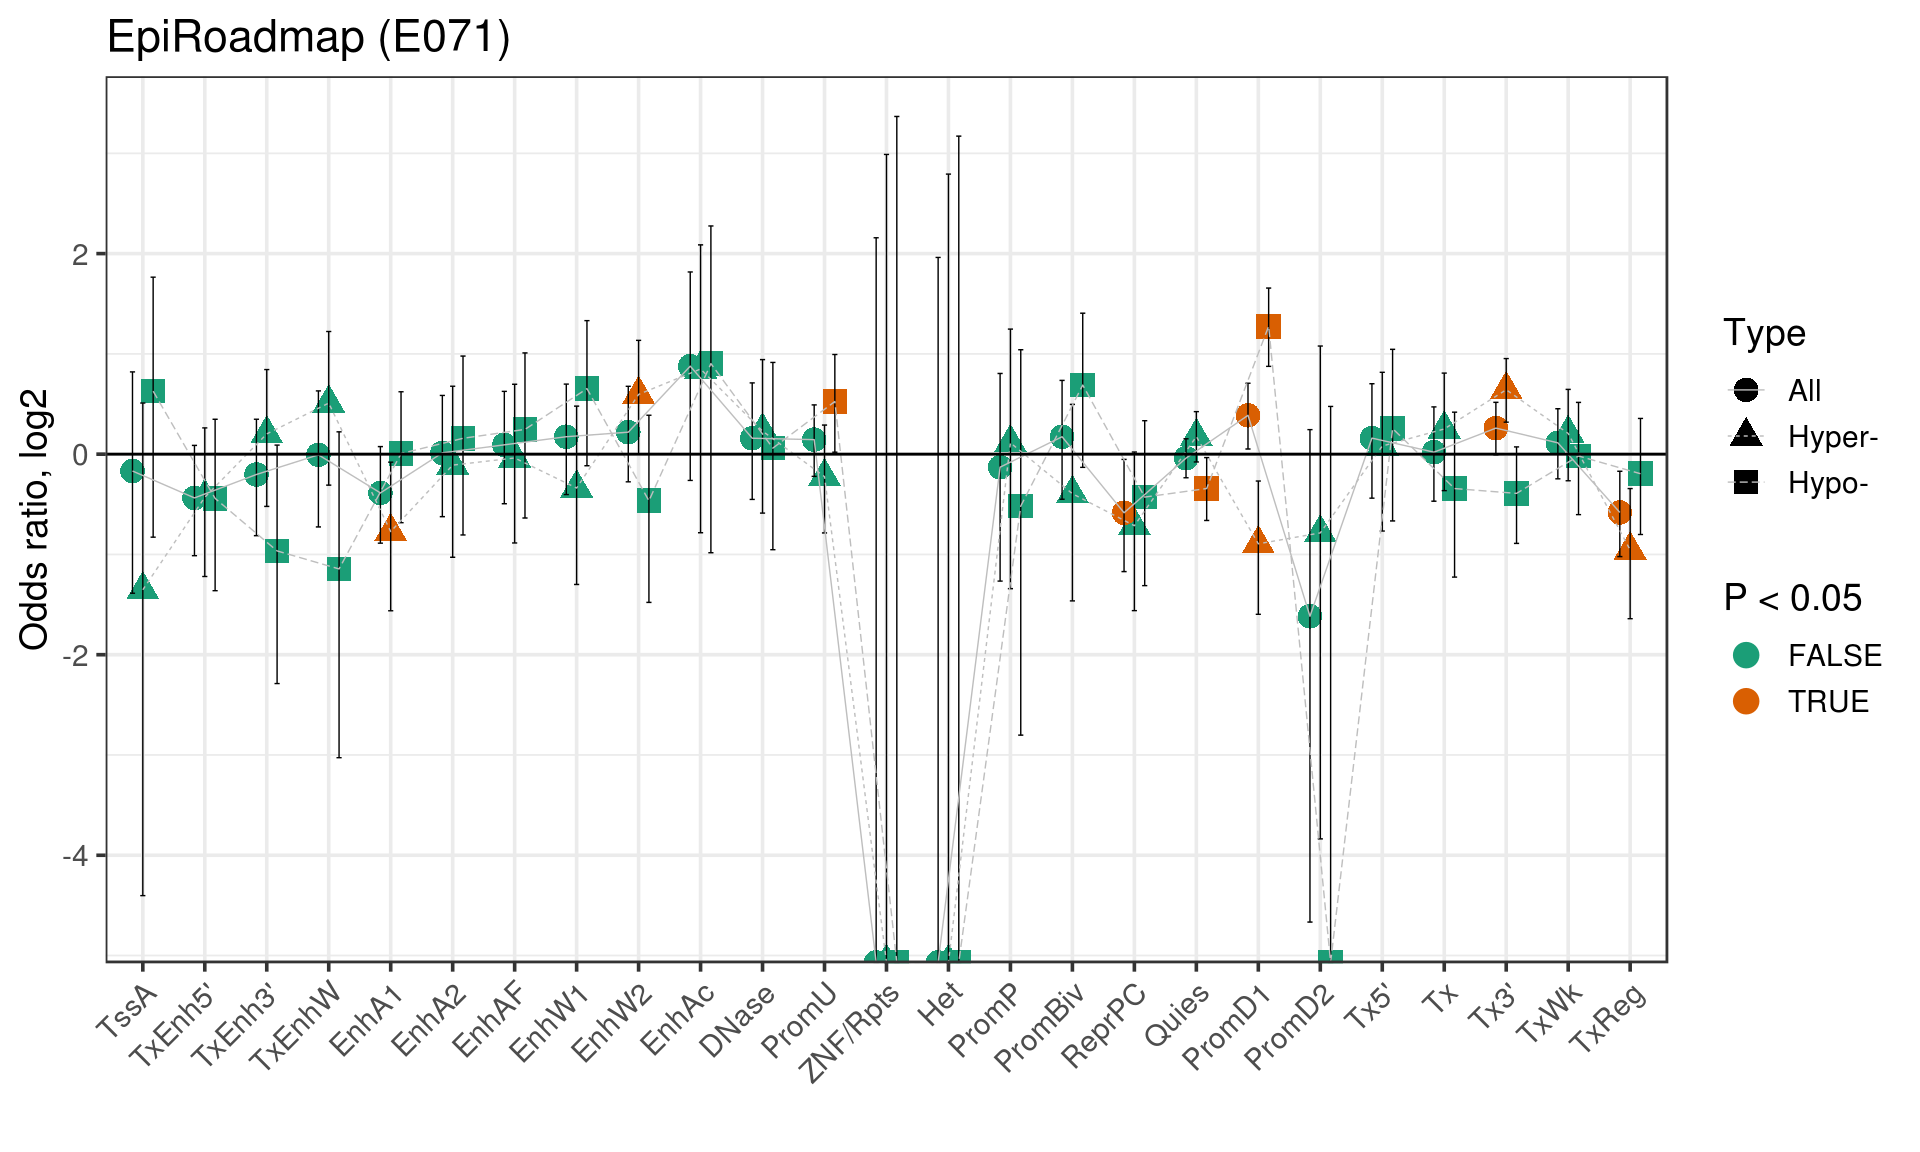 EpiRoadmap (E071)
Odds ratio, log2
2
0
-2
-4
TssA
TxEnh5'
TxEnh3'
TxEnhW
EnhA1
EnhA2
EnhAF
EnhW1
EnhW2
EnhAc
DNase
PromU
ZNF/Rpts
Het
PromP
PromBiv
ReprPC
Quies
PromD1
PromD2
Tx5'
Tx
Tx3'
TxWk
TxReg
Type
All
Hyper-
Hypo-
P < 0.05
FALSE
TRUE